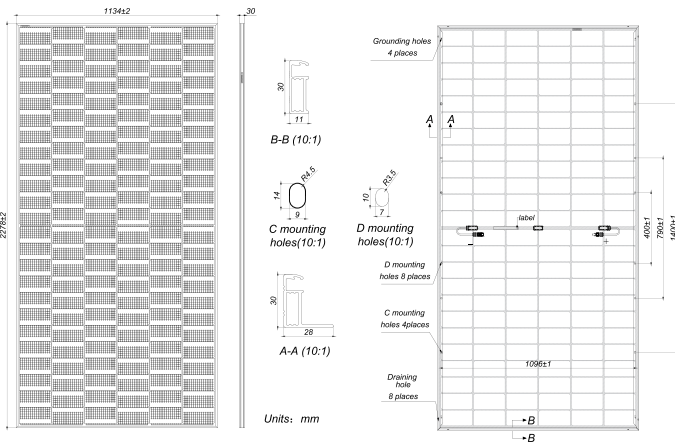 1134±2
30
2278±2
30
11
B-B (10:1)
R4.5
14
9
C mounting
holes(10:1)
R3.5
10
7
D mounting
holes(10:1)
30
28
A-A (10:1)
Units: mm
Grounding holes
4 places
A
A
label
-
+
400±1
790±1
1400±1
D mounting
holes 8 places
C mounting
holes 4places
1096±1
Draining
hole
8 places
B
B